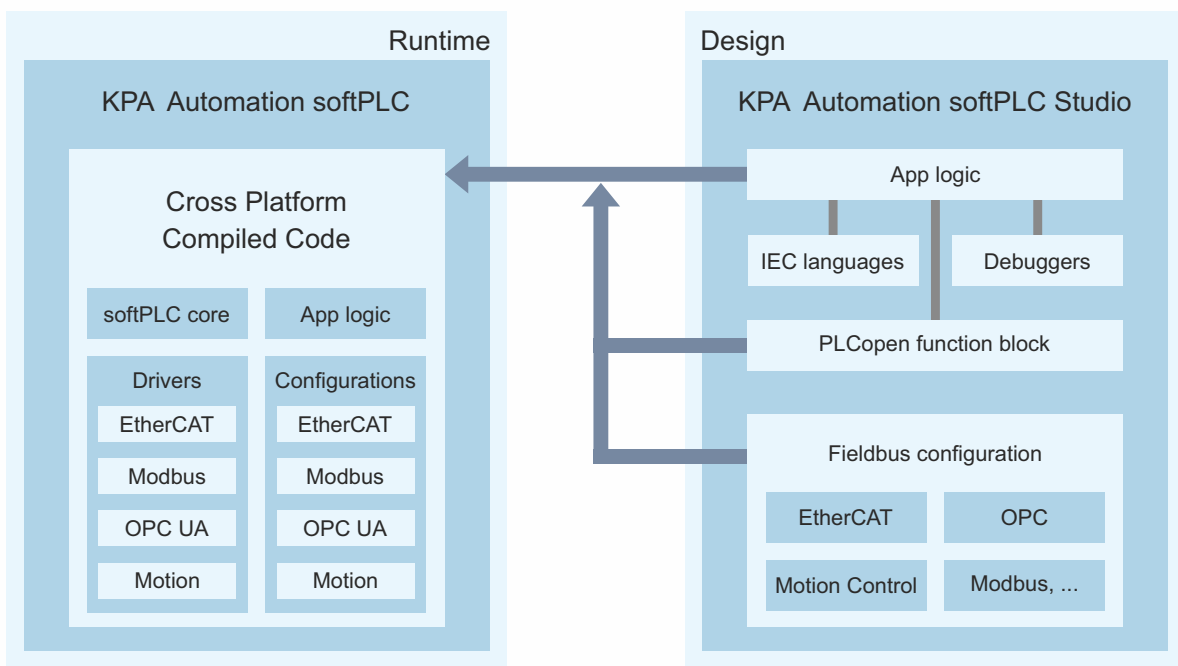 Runtime
KPA Automation softPLC
Cross Platform
Compiled Code
softPLC core
App logic
Drivers
EtherCAT
Modbus
OPC UA
Motion
Configurations
EtherCAT
Modbus
OPC UA
Motion
Design
KPA Automation softPLC Studio
App logic
IEC languages
Debuggers
PLCopen function block
Fieldbus configuration
EtherCAT
OPC
Motion Control
Modbus, ...